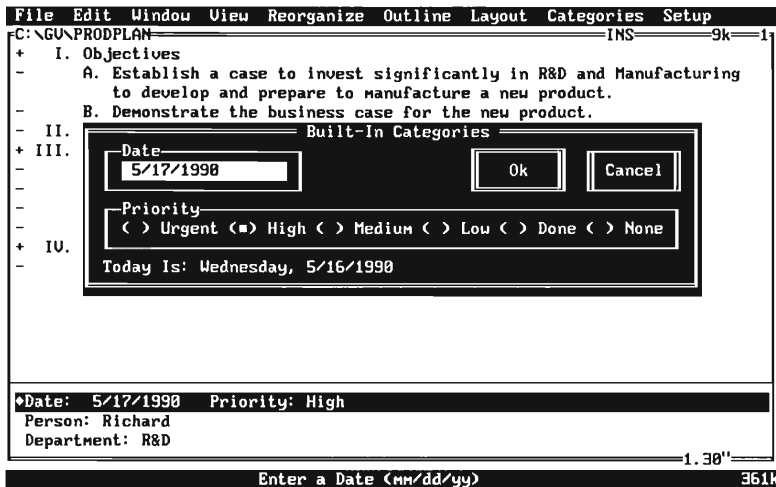 File Edit Window View Reorganize Outline Layout Categories Setup
C:\GV\PRODPLAN INS 9k 1
+ I. Objectives
- A. Establish a case to invest significantly in R&D and Manufacturing
to develop and prepare to manufacture a new product.
- B. Demonstrate the business case for the new product.
- II.
+ III.
-
-
-
-
+ IV.
-
Built-In Categories
Date
5/17/1990
Ok Cancel
Priority
( ) Urgent (■) High ( ) Medium ( ) Low ( ) Done ( ) None
Today Is: Wednesday, 5/16/1990
◆Date: 5/17/1990 Priority: High
Person: Richard
Department: R&D
1.30"
Enter a Date (MM/dd/yy) 361k